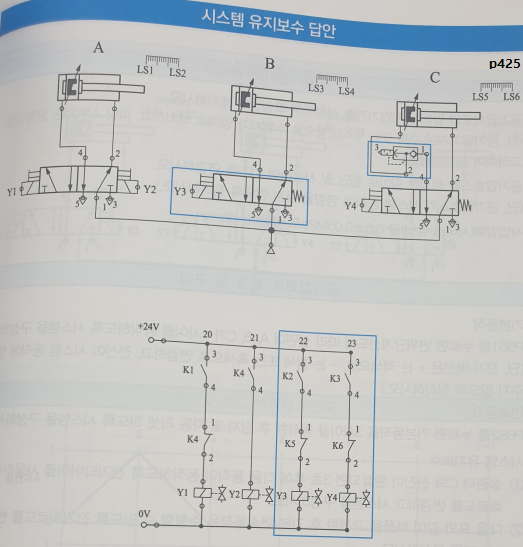 시스템 유지보수 답안
p425
A
B
C
LS1 LS2
LS3 LS4
LS5 LS6
4 2
4 2
3 1
2
4 2
Y1
Y2
Y3
Y4
5 1 3
5 1 3
5 1 3
+24V
20 21 22 23
3 3 3 3
K1 K4 K2 K3
4 4 4 4
1 1 1
K4 K5 K6
2 2 2
Y1 Y2 Y3 Y4
0V